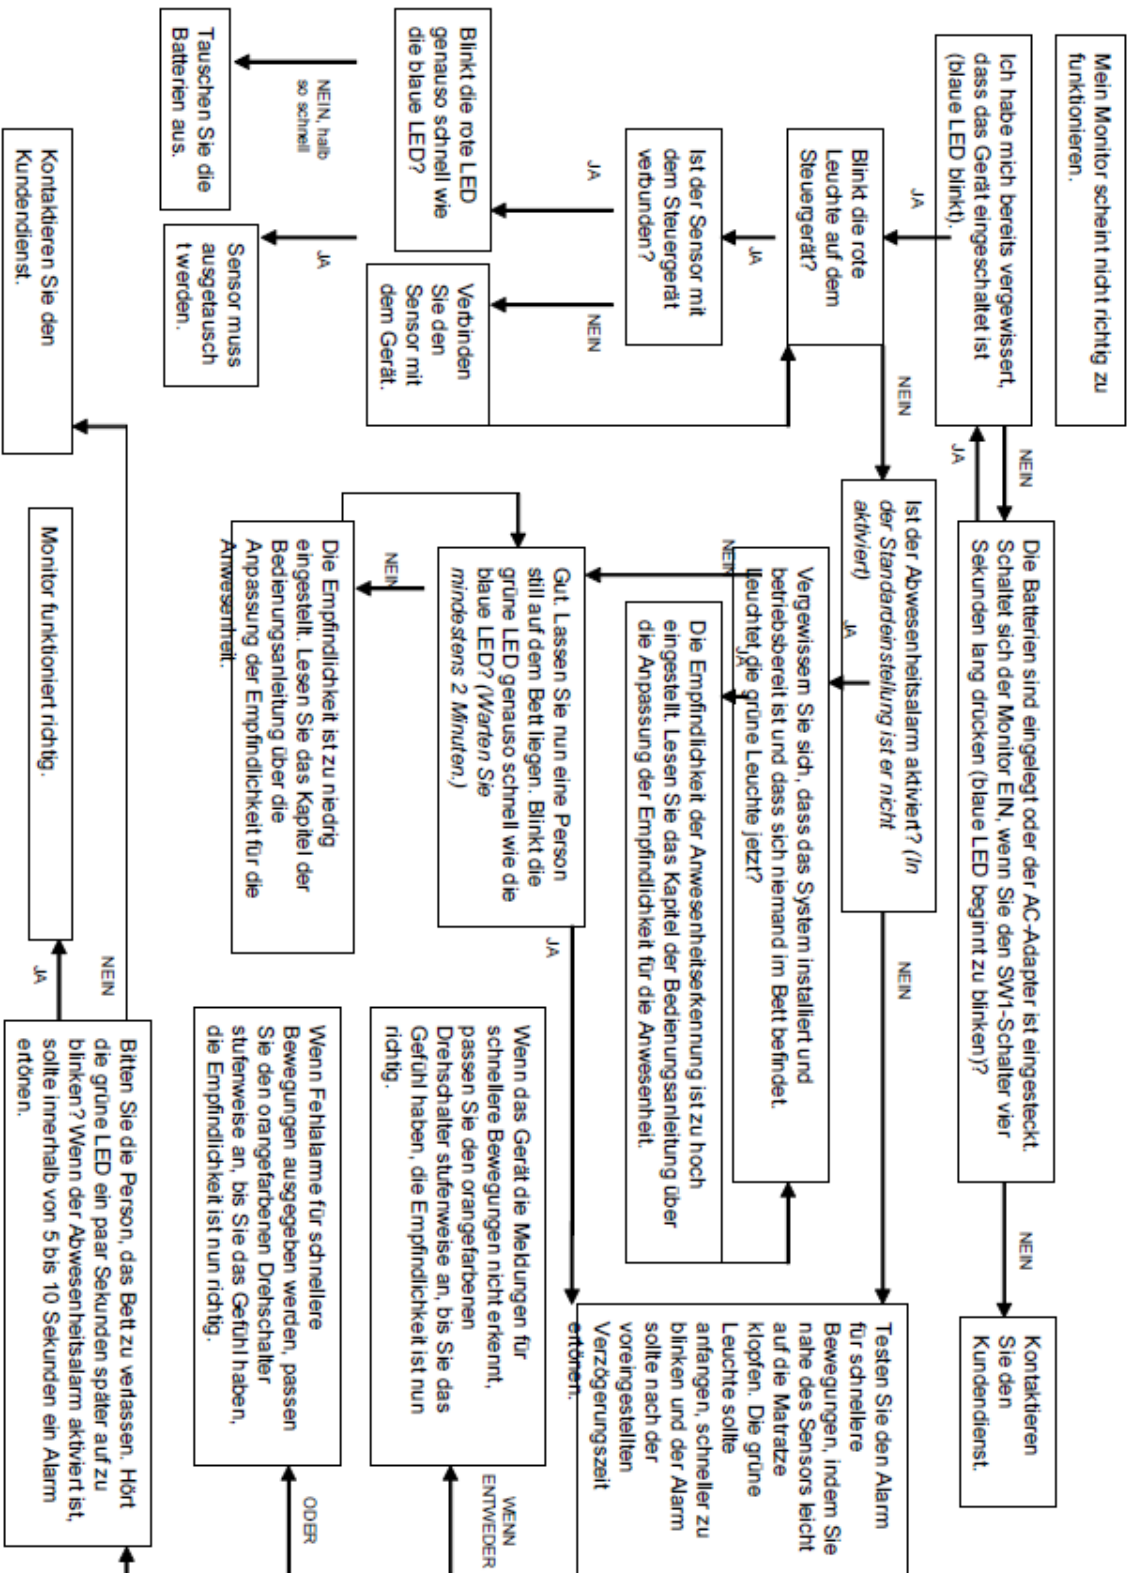 Mein Monitor scheint nicht richtig zu
funktionieren.
Ich habe mich bereits vergewissert,
dass das Gerät eingeschaltet ist
(blaue LED blinkt).
NEIN
JA
Die Batterien sind eingelegt oder der AC-Adapter ist eingesteckt.
Schaltet sich der Monitor EIN, wenn Sie den SW1-Schalter vier
Sekunden lang drücken (blaue LED beginnt zu blinken)?
NEIN
Kontaktieren
Sie den
Kundendienst.
JA
Blinkt die rote
Leuchte auf dem
Steuergerät?
NEIN
Ist der Abwesenheitsalarm aktiviert? (In
der Standardeinstellung ist er nicht
aktiviert)
NEIN
JA
Testen Sie den Alarm
für schnellere
Bewegungen, indem Sie
nahe des Sensors leicht
auf die Matratze
klopfen. Die grüne
Leuchte sollte
anfangen, schneller zu
blinken und der Alarm
sollte nach der
voreingestellten
Verzögerungszeit
ertönen.
JA
Ist der Sensor mit
dem Steuergerät
verbunden?
Vergewissern Sie sich, dass das System installiert und
betriebsbereit ist und dass sich niemand im Bett befindet.
Leuchtet die grüne Leuchte jetzt?
NEIN
JA
Die Empfindlichkeit der Anwesenheitserkennung ist zu hoch
eingestellt. Lesen Sie das Kapitel der Bedienungsanleitung über
die Anpassung der Empfindlichkeit für die Anwesenheit.
JA
NEIN
Blinkt die rote LED
genauso schnell wie
die blaue LED?
Verbinden
Sie den
Sensor mit
dem Gerät.
Gut. Lassen Sie nun eine Person
still auf dem Bett liegen. Blinkt die
grüne LED genauso schnell wie die
blaue LED? (Warten Sie
mindestens 2 Minuten.)
JA
NEIN
Wenn das Gerät die Meldungen für
schnellere Bewegungen nicht erkennt,
passen Sie den orangefarbenen
Drehschalter stufenweise an, bis Sie das
Gefühl haben, die Empfindlichkeit ist nun
richtig.
WENN
ENTWEDER
NEIN, halb
so schnell
JA
Tauschen Sie die
Batterien aus.
Sensor muss
ausgetausch
t werden.
Die Empfindlichkeit ist zu niedrig
eingestellt. Lesen Sie das Kapitel der
Bedienungsanleitung über die
Anpassung der Empfindlichkeit für die
Anwesenheit.
Wenn Fehlalarme für schnellere
Bewegungen ausgegeben werden, passen
Sie den orangefarbenen Drehschalter
stufenweise an, bis Sie das Gefühl haben,
die Empfindlichkeit ist nun richtig.
ODER
Kontaktieren Sie den
Kundendienst.
Monitor funktioniert richtig.
NEIN
JA
Bitten Sie die Person, das Bett zu verlassen. Hört
die grüne LED ein paar Sekunden später auf zu
blinken? Wenn der Abwesenheitsalarm aktiviert ist,
sollte innerhalb von 5 bis 10 Sekunden ein Alarm
ertönen.